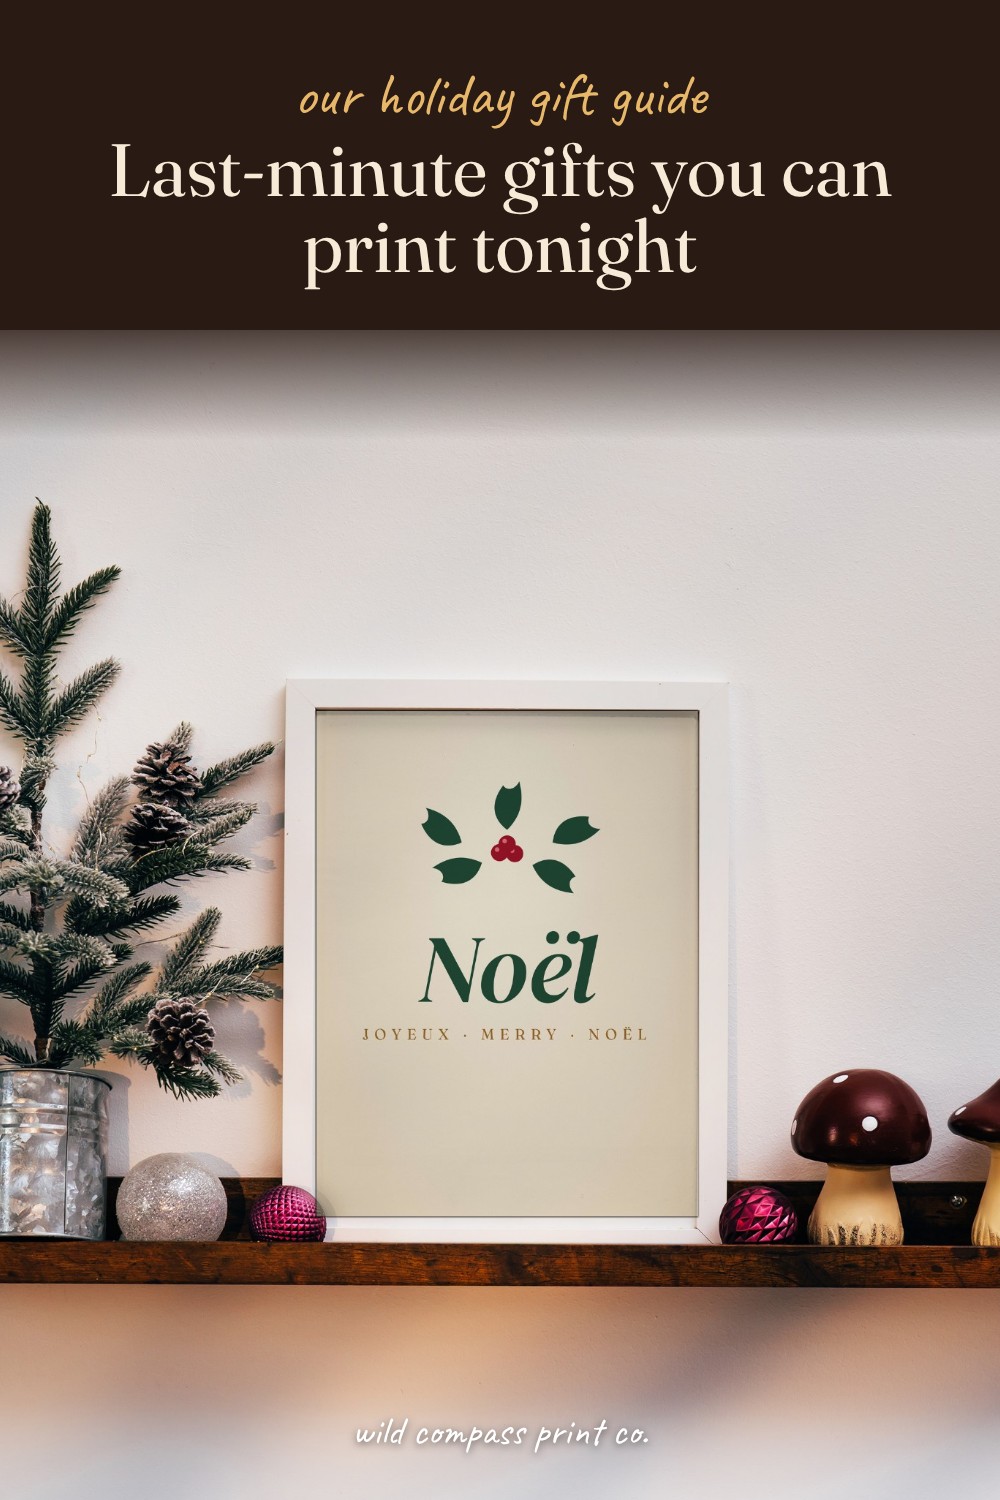 our holiday gift guide
Last-minute gifts you can
print tonight
Noël
JOYEUX · MERRY · NOËL
wild compass print co.